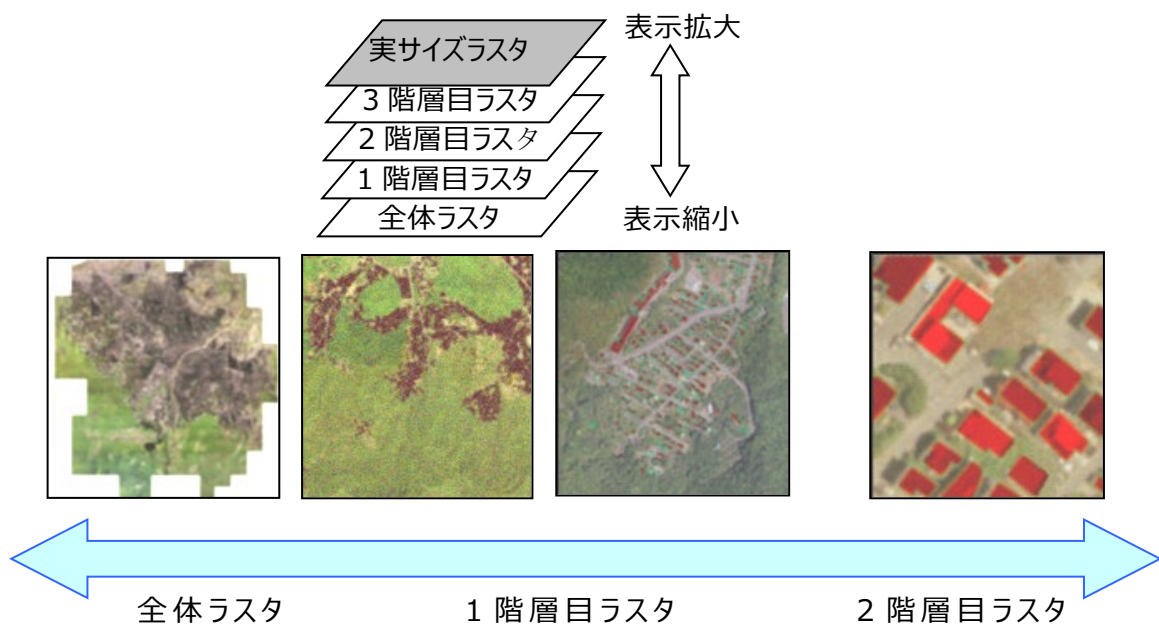 実サイズラスタ
表示拡大
3 階層目ラスタ
2 階層目ラスタ
1 階層目ラスタ
全体ラスタ
表示縮小
全体ラスタ
1 階層目ラスタ
2 階層目ラスタ